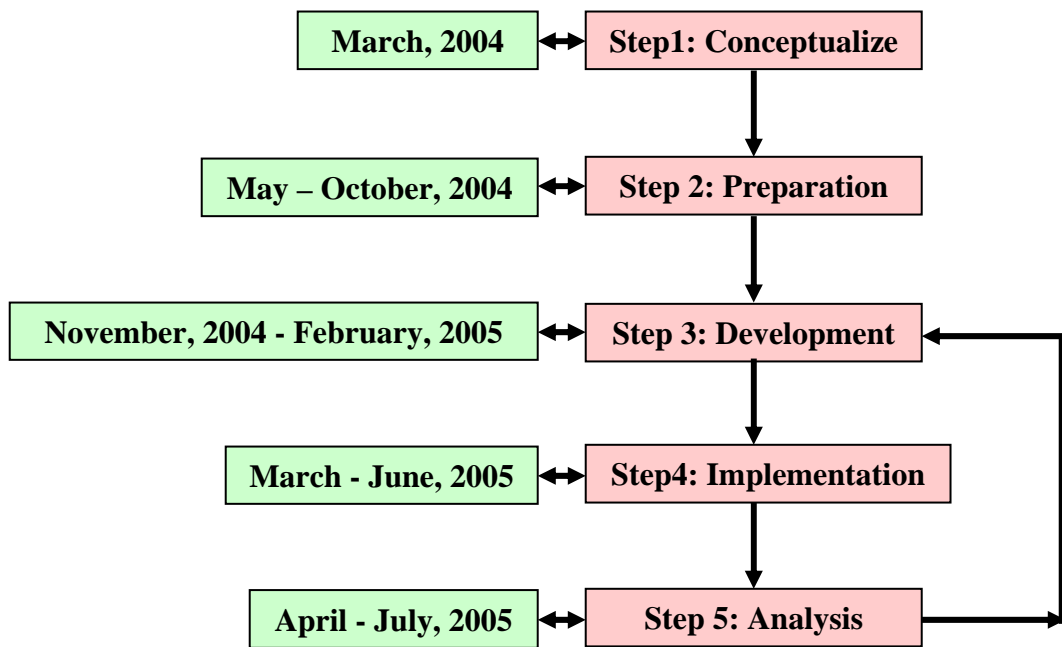 March, 2004
Step1: Conceptualize
May – October, 2004
Step 2: Preparation
November, 2004 - February, 2005
Step 3: Development
March - June, 2005
Step4: Implementation
April - July, 2005
Step 5: Analysis